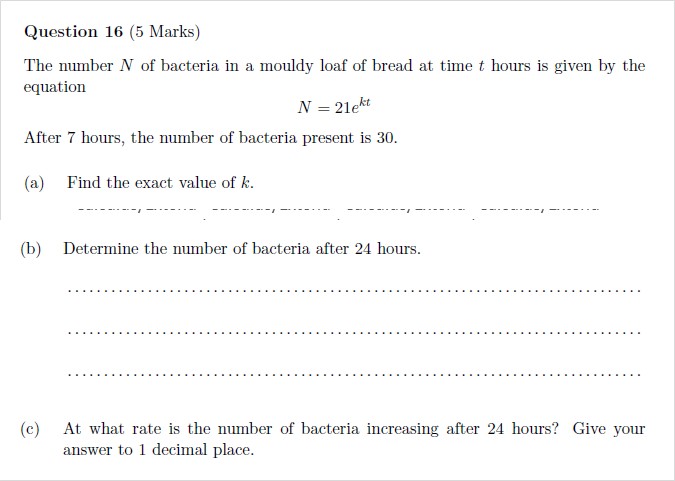 Question 16 (5 Marks)
The number N of bacteria in a mouldy loaf of bread at time t hours is given by the
equation
N = 21e^{kt}
After 7 hours, the number of bacteria present is 30.
(a) Find the exact value of k.
(b) Determine the number of bacteria after 24 hours.
(c) At what rate is the number of bacteria increasing after 24 hours? Give your
answer to 1 decimal place.